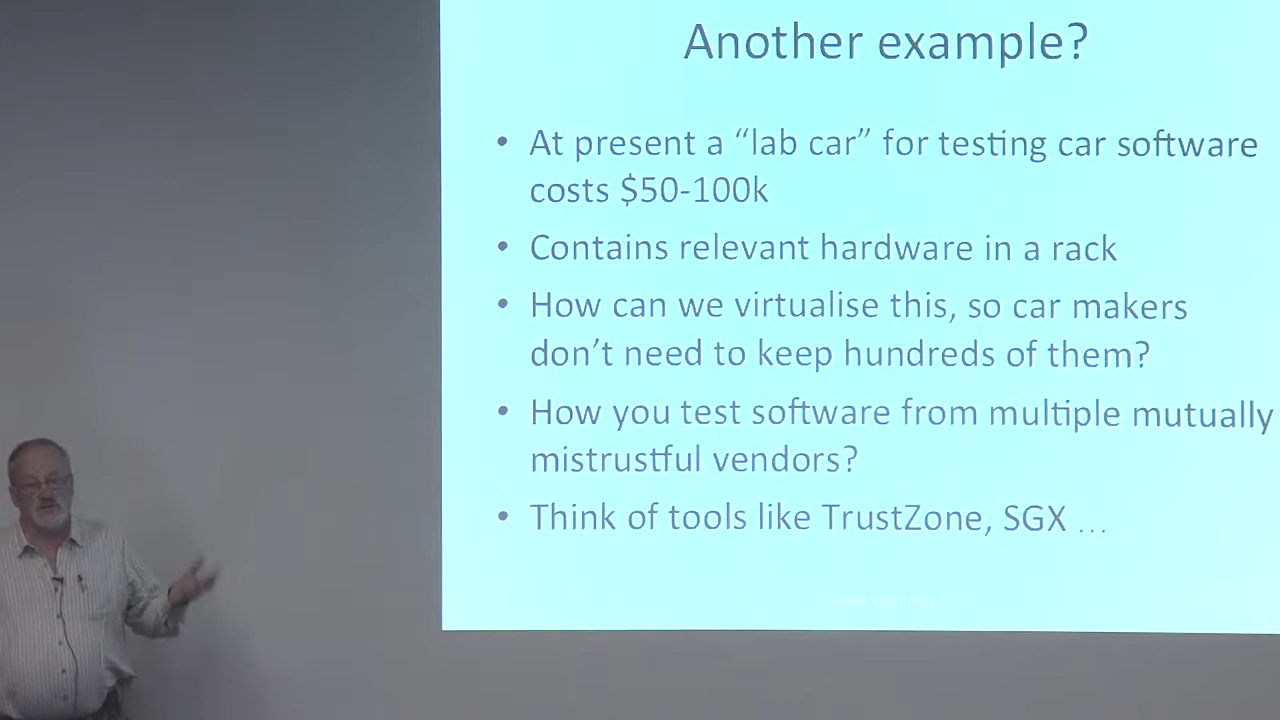 Another example?
• At present a “lab car” for testing car software
costs $50-100k
• Contains relevant hardware in a rack
• How can we virtualise this, so car makers
don’t need to keep hundreds of them?
• How you test software from multiple mutually
mistrustful vendors?
• Think of tools like TrustZone, SGX ...